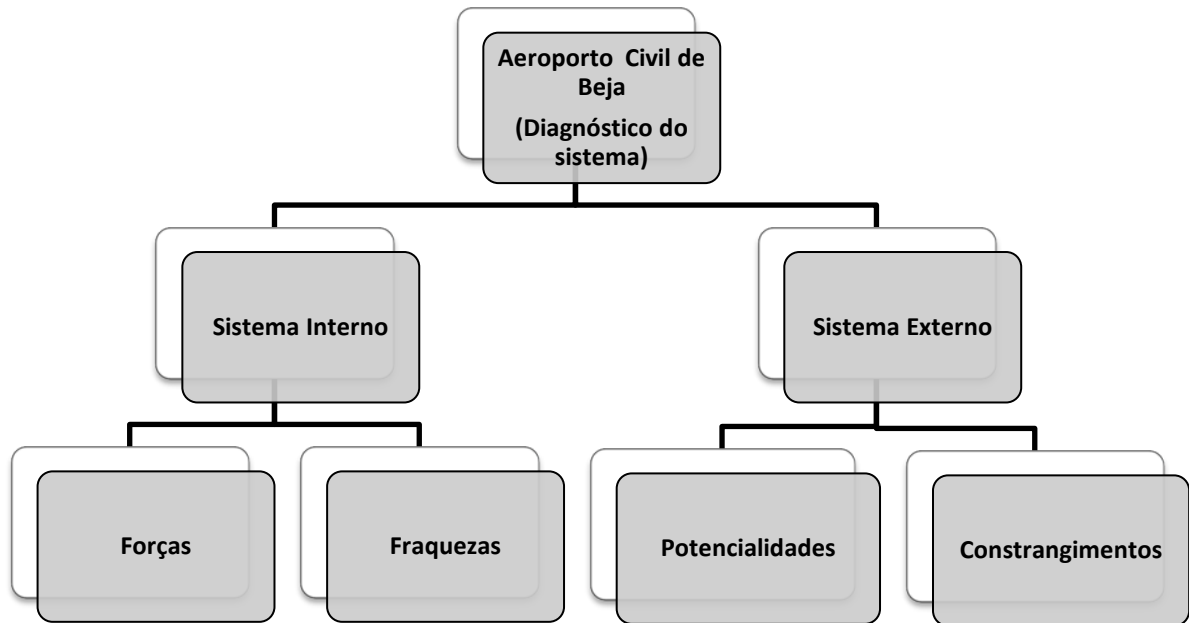 Aeroporto Civil de
Beja
(Diagnóstico do
sistema)
Sistema Interno
Sistema Externo
Forças
Fraquezas
Potencialidades
Constrangimentos